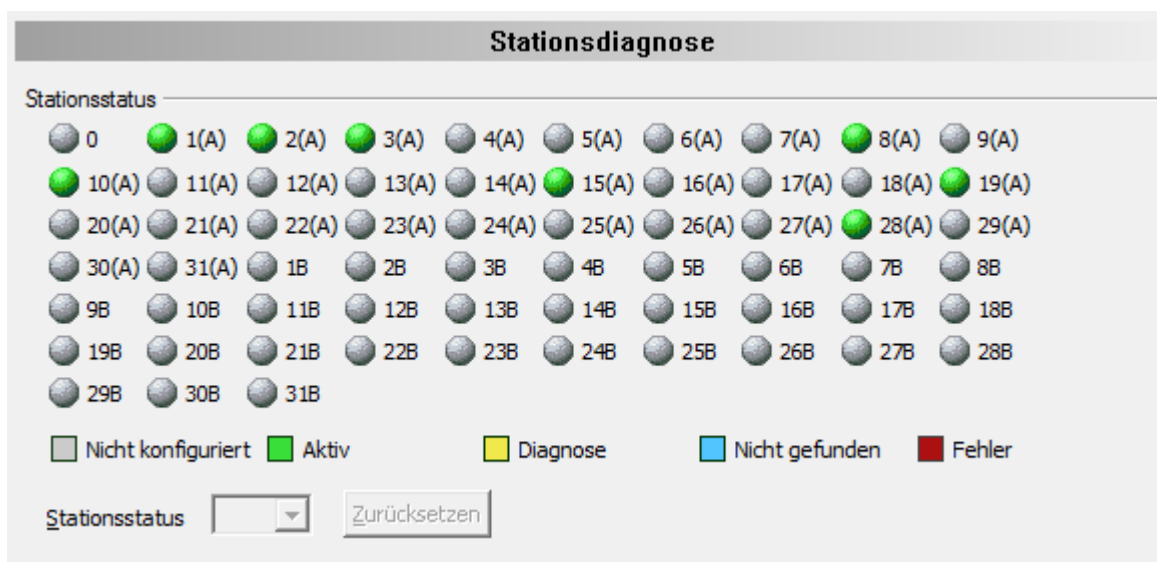 Stationsdiagnose
Stationsstatus
0 1(A) 2(A) 3(A) 4(A) 5(A) 6(A) 7(A) 8(A) 9(A)
10(A) 11(A) 12(A) 13(A) 14(A) 15(A) 16(A) 17(A) 18(A) 19(A)
20(A) 21(A) 22(A) 23(A) 24(A) 25(A) 26(A) 27(A) 28(A) 29(A)
30(A) 31(A) 1B 2B 3B 4B 5B 6B 7B 8B
9B 10B 11B 12B 13B 14B 15B 16B 17B 18B
19B 20B 21B 22B 23B 24B 25B 26B 27B 28B
29B 30B 31B
Nicht konfiguriert Aktiv Diagnose Nicht gefunden Fehler
Stationsstatus Zurücksetzen